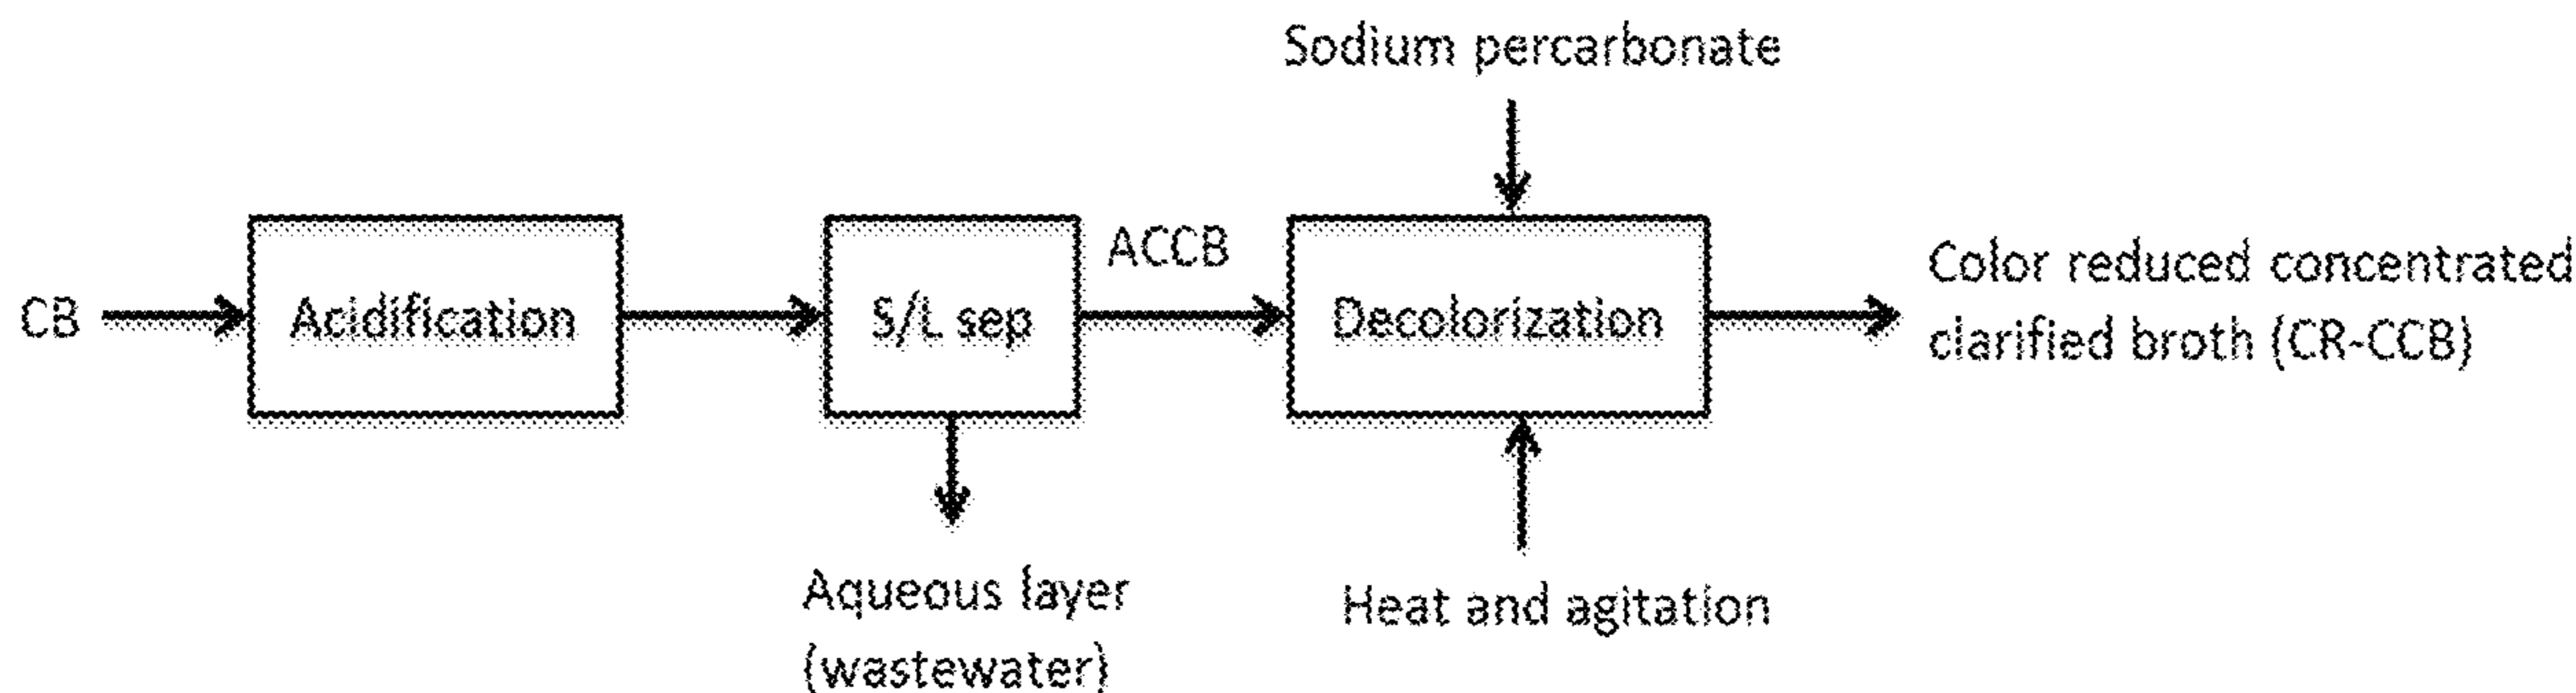 Sodium percarbonate
CB
Acidification
S/L sep
ACCB
Decolorization
Color reduced concentrated
clarified broth (CR-CCB)
Aqueous layer
(wastewater)
Heat and agitation